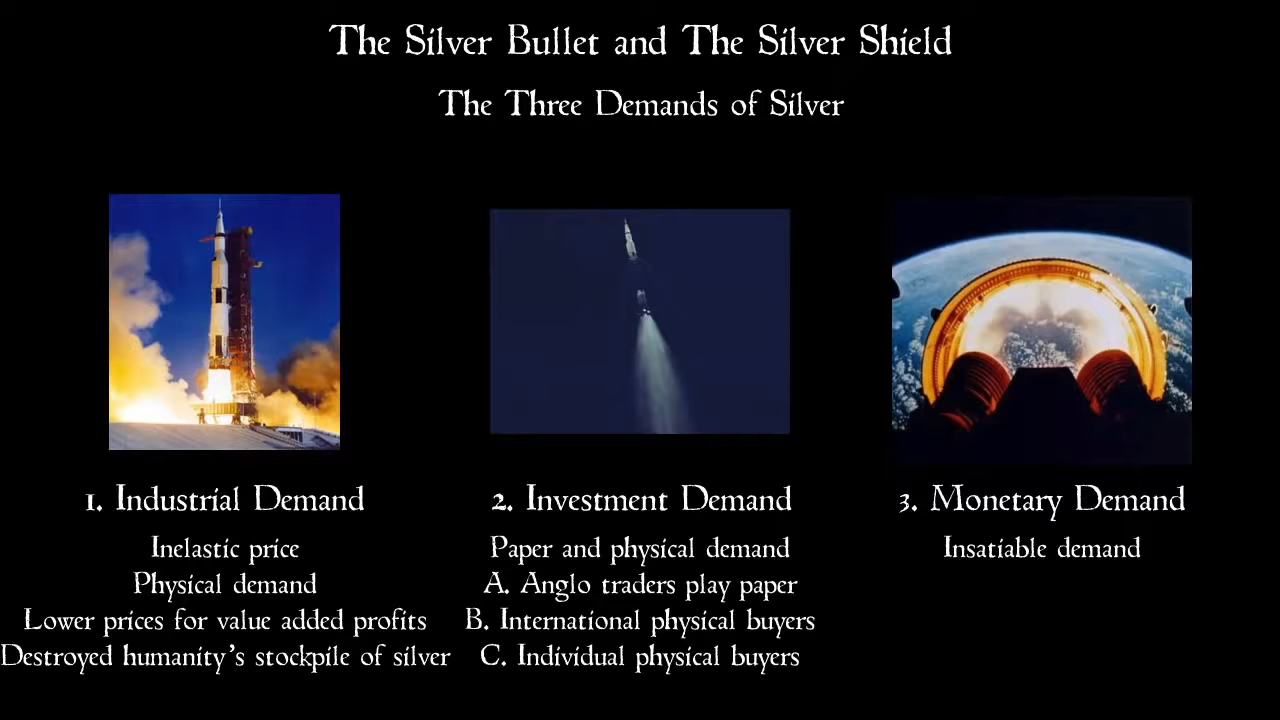 The Silver Bullet and The Silver Shield
The Three Demands of Silver
1. Industrial Demand
Inelastic price
Physical demand
Lower prices for value added profits
Destroyed humanity's stockpile of silver
2. Investment Demand
Paper and physical demand
A. Anglo traders play paper
B. International physical buyers
C. Individual physical buyers
3. Monetary Demand
Insatiable demand